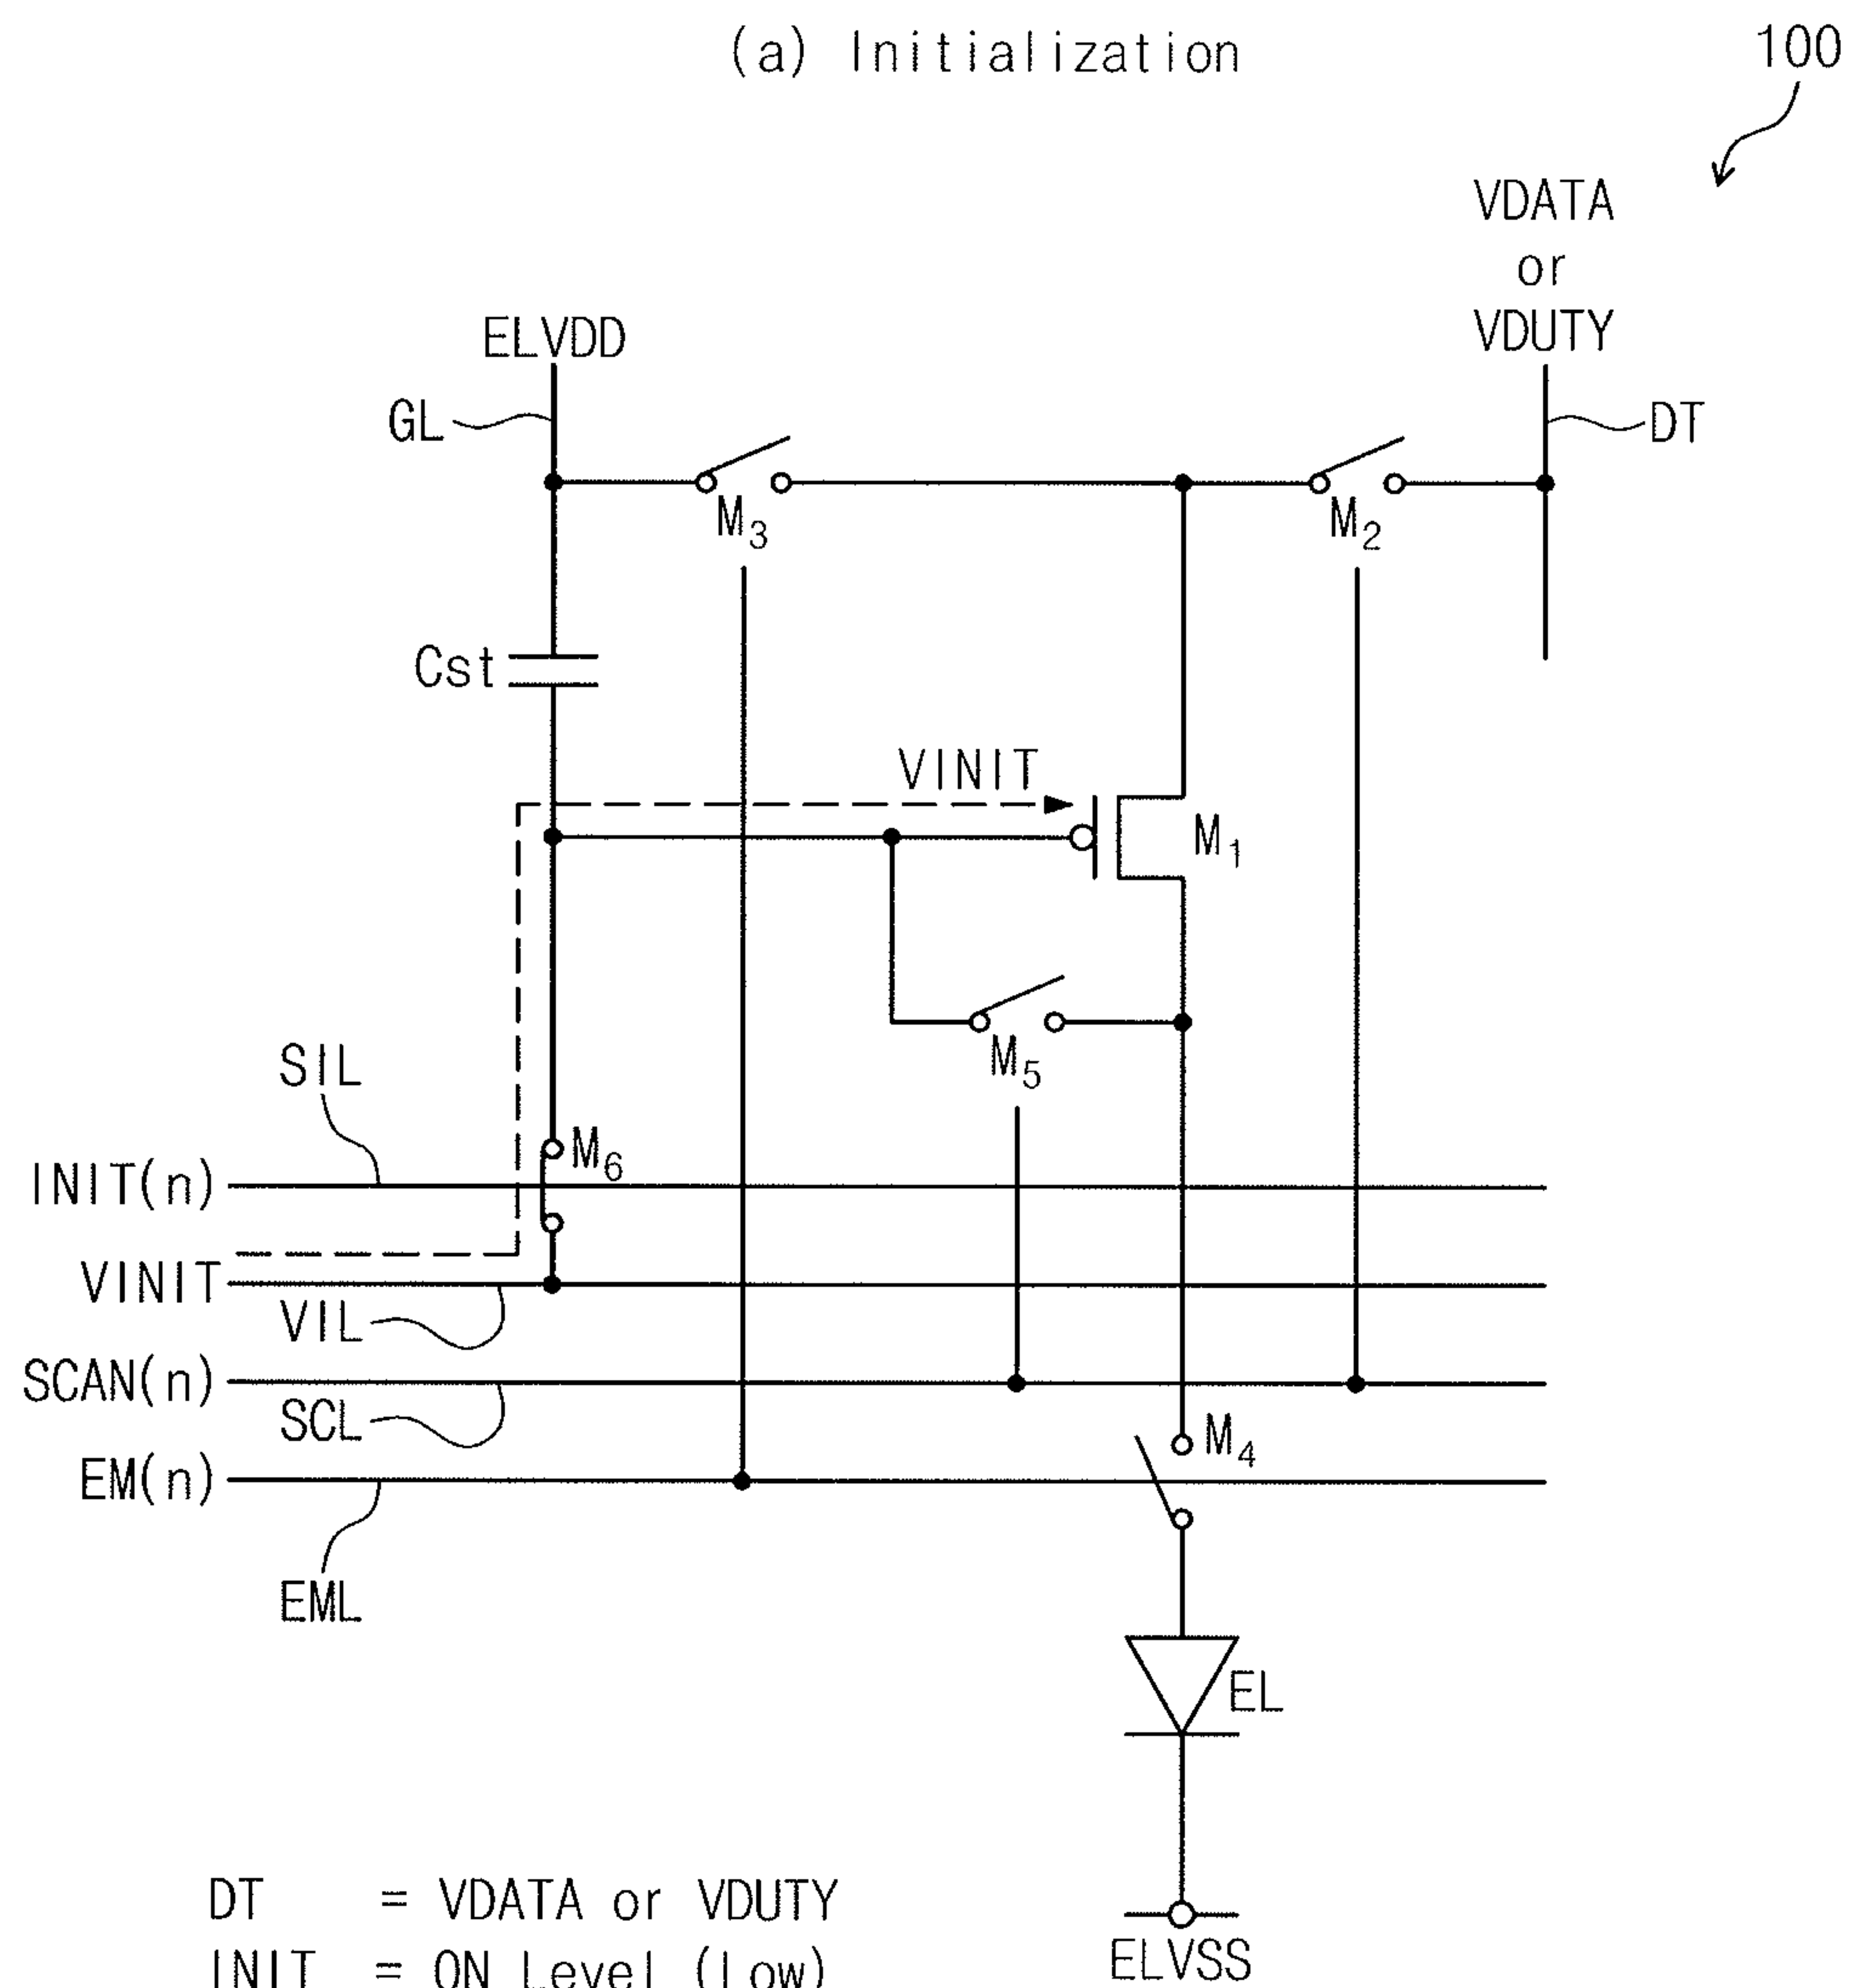 (a) Initialization
100
VDATA
or
VDUTY
ELVDD
GL
DT
M3
M2
Cst
VINIT
M1
M5
SIL
M6
INIT(n)
VINIT
VIL
SCAN(n)
SCL
M4
EM(n)
EML
EL
DT = VDATA or VDUTY
ELVSS
INIT = ON Level (Low)